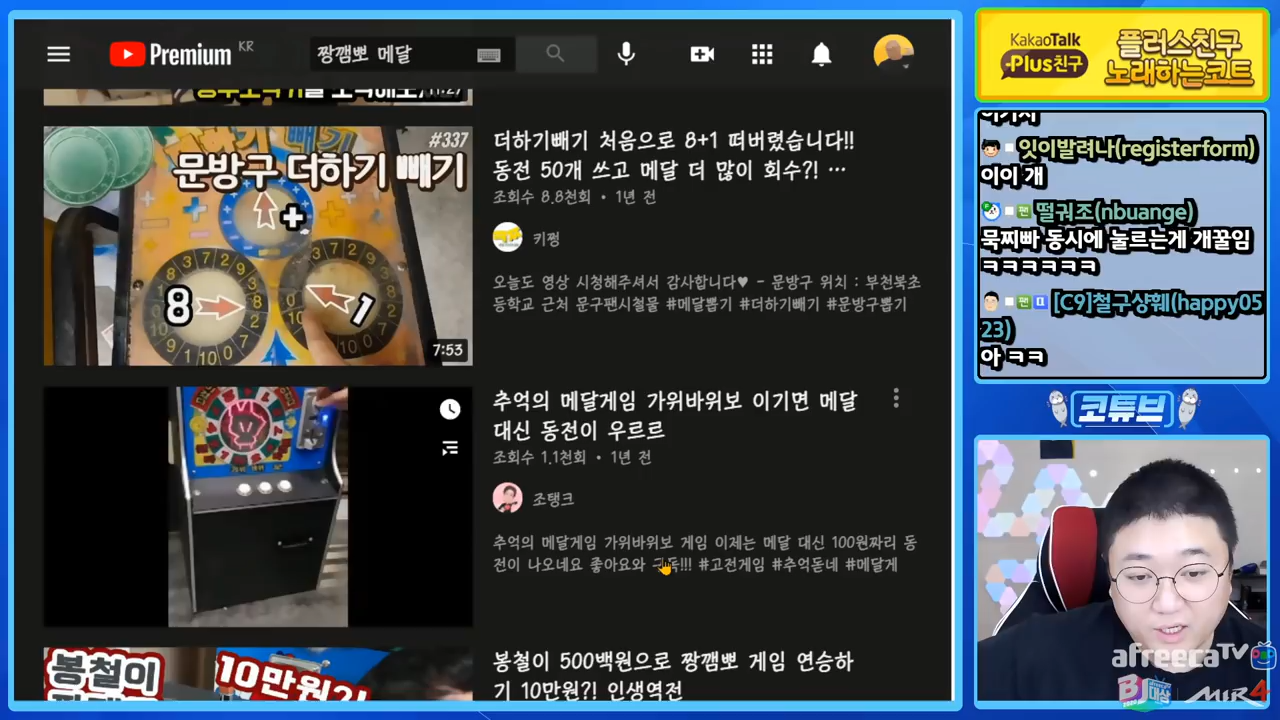 Premium KR
짱깸뽀 메달
11:27
#337
문방구 더하기 빼기
8
1
7:53
더하기빼기 처음으로 8+1 떠버렸습니다!!
동전 50개 쓰고 메달 더 많이 회수?! …
조회수 8.8천회 • 1년 전
키펑
오늘도 영상 시청해주셔서 감사합니다♥ - 문방구 위치 : 부천북초
등학교 근처 문구팬시철물 #메달뽑기 #더하기빼기 #문방구뽑기
추억의 메달게임 가위바위보 이기면 메달
대신 동전이 우르르
조회수 1.1천회 • 1년 전
조탱크
추억의 메달게임 가위바위보 게임 이제는 메달 대신 100원짜리 동
전이 나오네요 좋아요와 구독!!! #고전게임 #추억돋네 #메달게
봉철이
10만원?!
봉철이 500백원으로 짱깸뽀 게임 연승하
기 10만원?! 인생역전
KakaoTalk
Plus친구
플러스친구
노래하는코트
잇이발려나(registerform)
이이 개
팬 떨궈조(nbuange)
묵찌빠 동시에 눌르는게 개꿀임
ㅋㅋㅋㅋㅋㅋ
팬 [C9]철구샹훼(happy05
23)
아 ㅋㅋ
코튜브
afreecaTV
BJ대상
MIR4